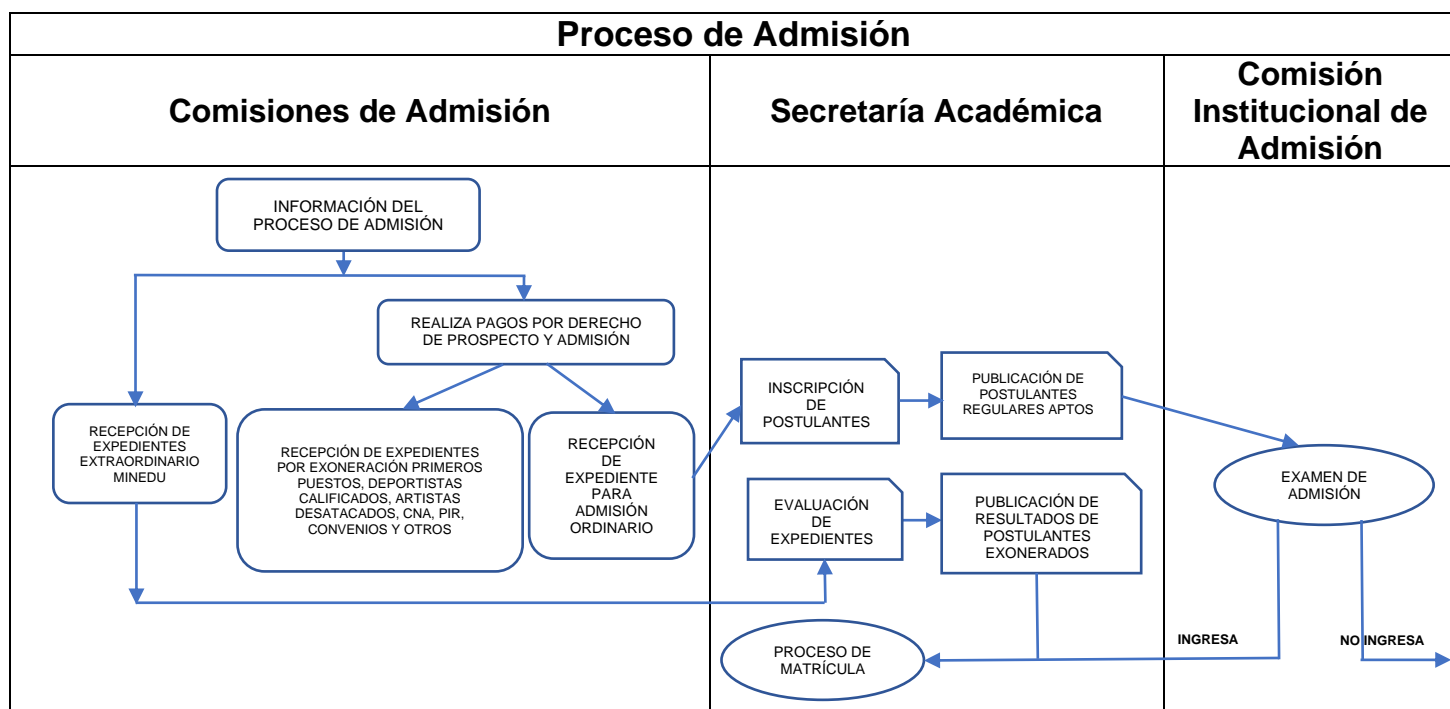 Proceso de Admisión
Comisiones de Admisión
Secretaría Académica
Comisión
Institucional de
Admisión
INFORMACIÓN DEL
PROCESO DE ADMISIÓN
REALIZA PAGOS POR DERECHO
DE PROSPECTO Y ADMISIÓN
RECEPCIÓN DE
EXPEDIENTES
EXTRAORDINARIO
MINEDU
RECEPCIÓN DE EXPEDIENTES
POR EXONERACIÓN PRIMEROS
PUESTOS, DEPORTISTAS
CALIFICADOS, ARTISTAS
DESATACADOS, CNA, PIR,
CONVENIOS Y OTROS
RECEPCIÓN
DE
EXPEDIENTE
PARA
ADMISIÓN
ORDINARIO
INSCRIPCIÓN
DE
POSTULANTES
PUBLICACIÓN DE
POSTULANTES
REGULARES APTOS
EVALUACIÓN
DE
EXPEDIENTES
PUBLICACIÓN DE
RESULTADOS DE
POSTULANTES
EXONERADOS
PROCESO DE
MATRÍCULA
EXAMEN DE
ADMISIÓN
INGRESA
NO INGRESA